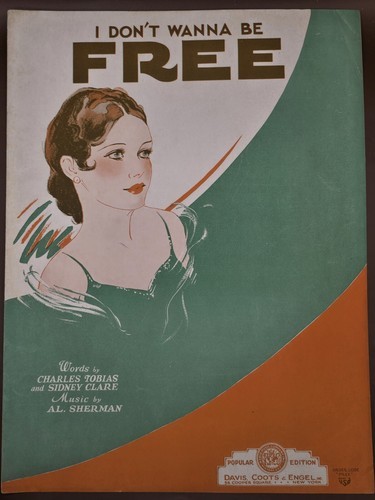 I DON'T WANNA BE
FREE
Words by
CHARLES TOBIAS
and SIDNEY CLARE
Music by
AL. SHERMAN
POPULAR EDITION
DAVIS, COOTS & ENGEL, INC
NEW YORK